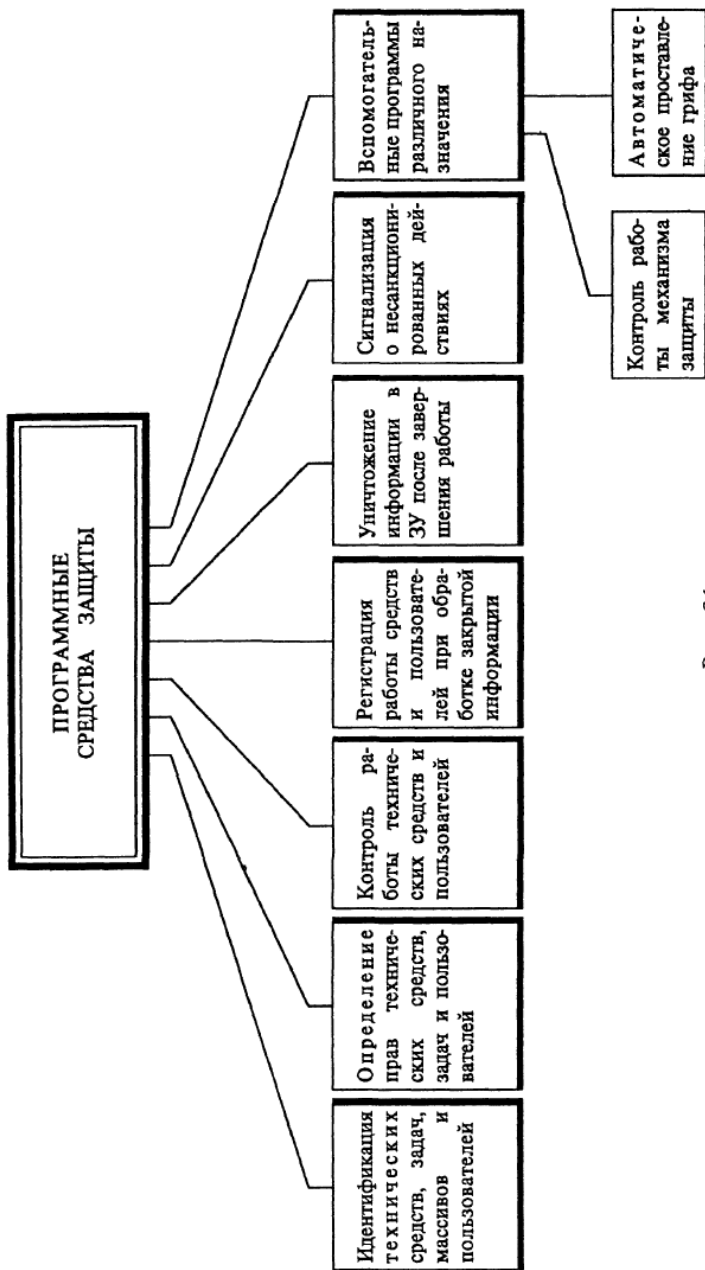 ПРОГРАММНЫЕ
СРЕДСТВА ЗАЩИТЫ
Идентификация
технических
средств, задач,
массивов и
пользователей
Определение
прав техниче-
ских средств,
задач и пользо-
вателей
Контроль ра-
боты техниче-
ских средств и
пользователей
Регистрация
работы средств
и пользовате-
лей при обра-
ботке закрытой
информации
Уничтожение
информации в
ЗУ после завер-
шения работы
Сигнализация
о несанкциони-
рованных дей-
ствиях
Вспомогатель-
ные программы
различного на-
значения
Контроль рабо-
ты механизма
защиты
Автоматиче-
ское проставле-
ние грифа